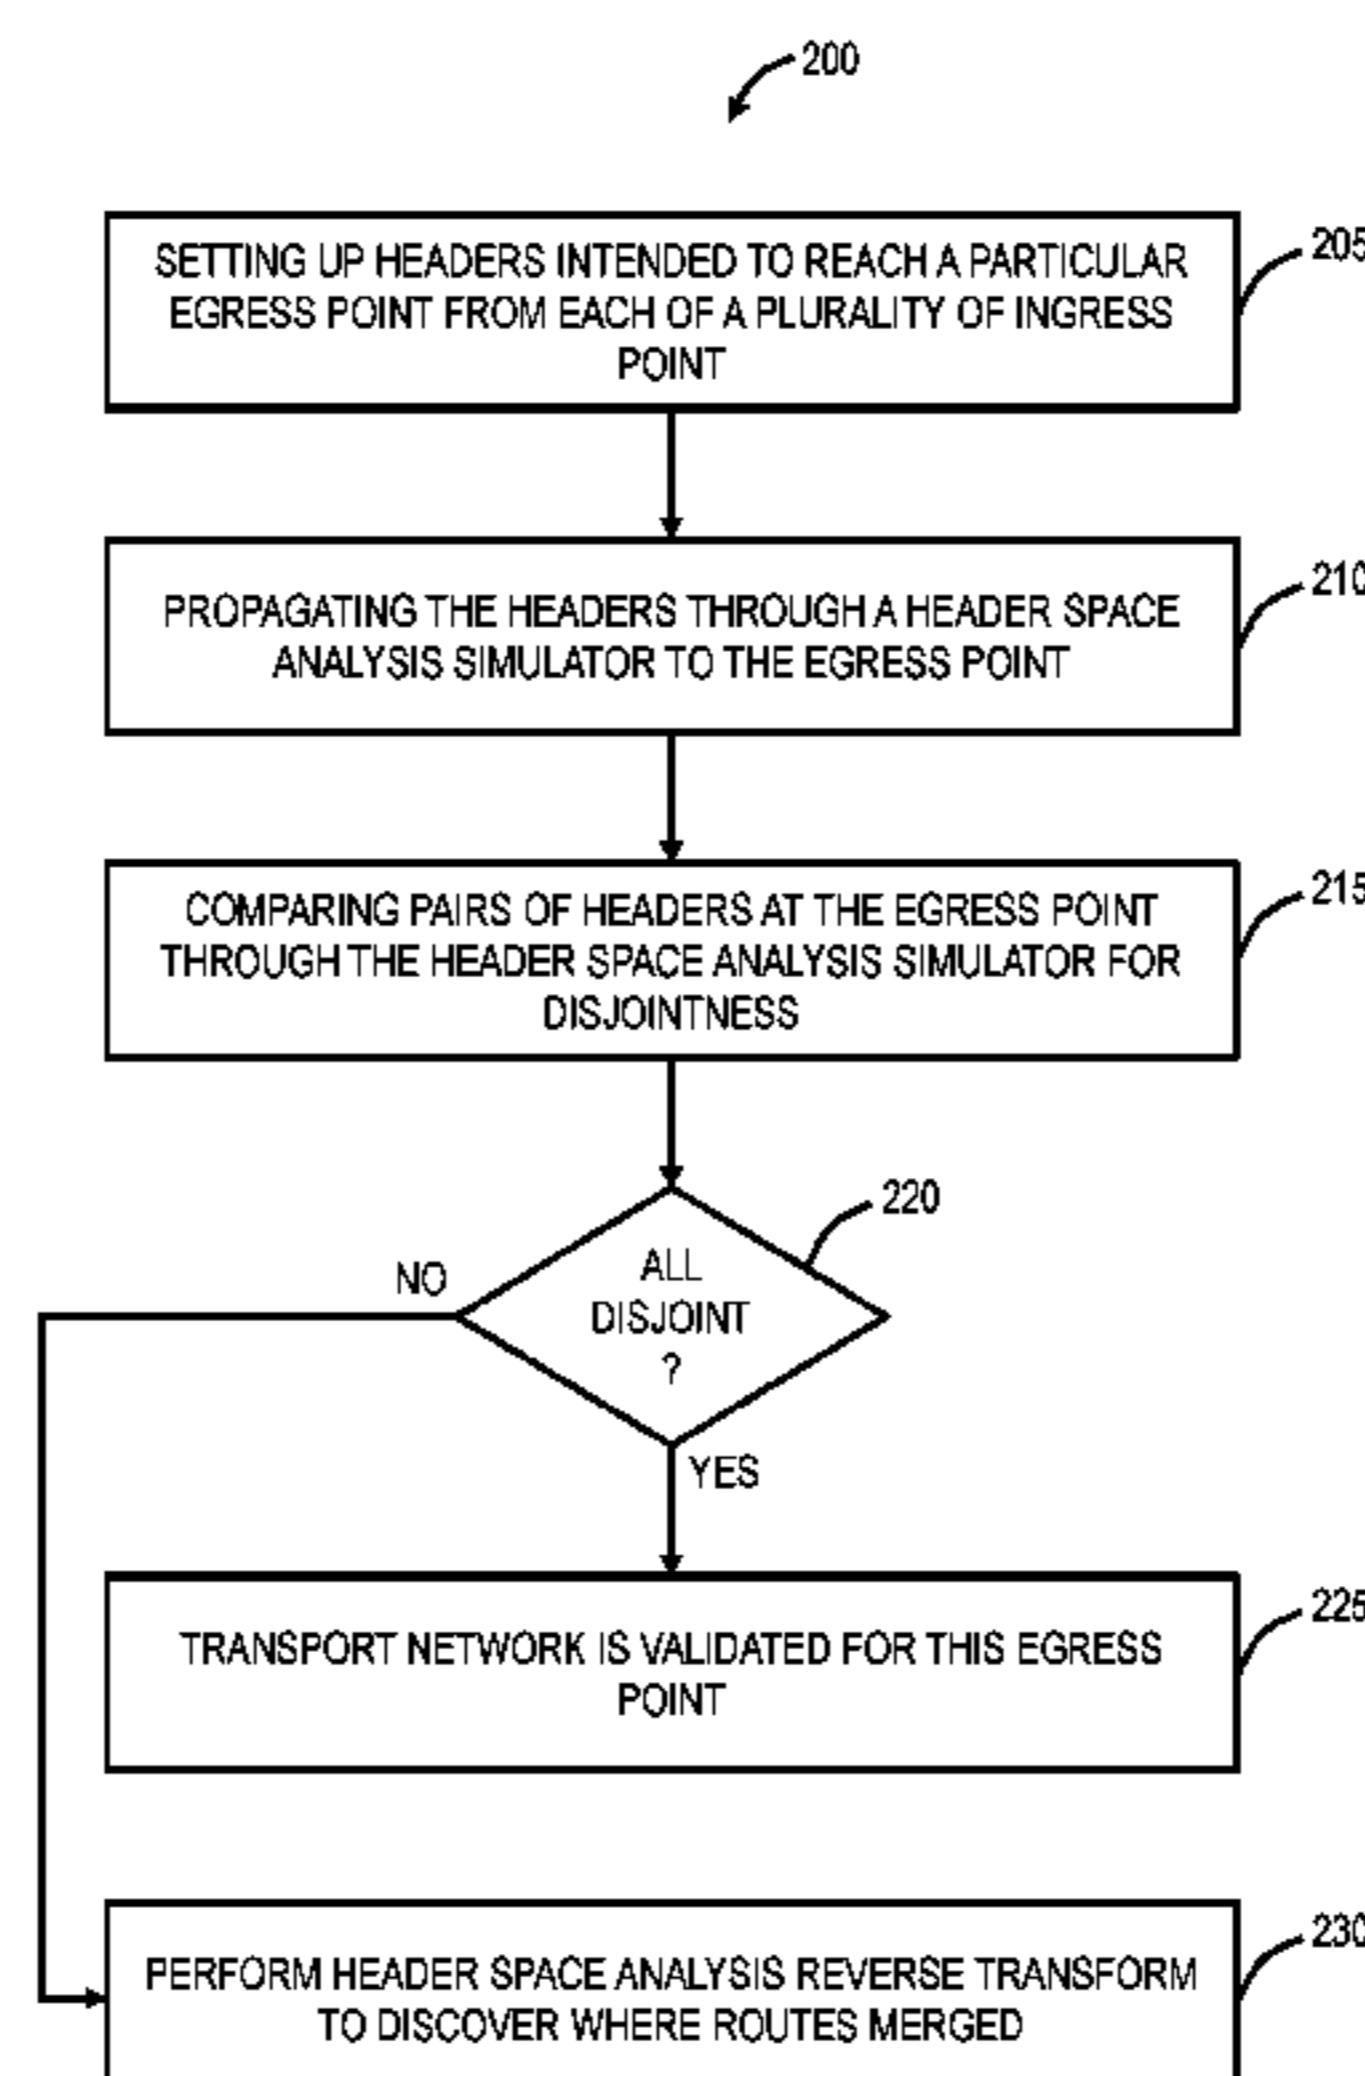 200
SETTING UP HEADERS INTENDED TO REACH A PARTICULAR
EGRESS POINT FROM EACH OF A PLURALITY OF INGRESS
POINT
205
PROPAGATING THE HEADERS THROUGH A HEADER SPACE
ANALYSIS SIMULATOR TO THE EGRESS POINT
210
COMPARING PAIRS OF HEADERS AT THE EGRESS POINT
THROUGH THE HEADER SPACE ANALYSIS SIMULATOR FOR
DISJOINTNESS
215
220
ALL
DISJOINT
?
NO
YES
TRANSPORT NETWORK IS VALIDATED FOR THIS EGRESS
POINT
225
PERFORM HEADER SPACE ANALYSIS REVERSE TRANSFORM
TO DISCOVER WHERE ROUTES MERGED
230